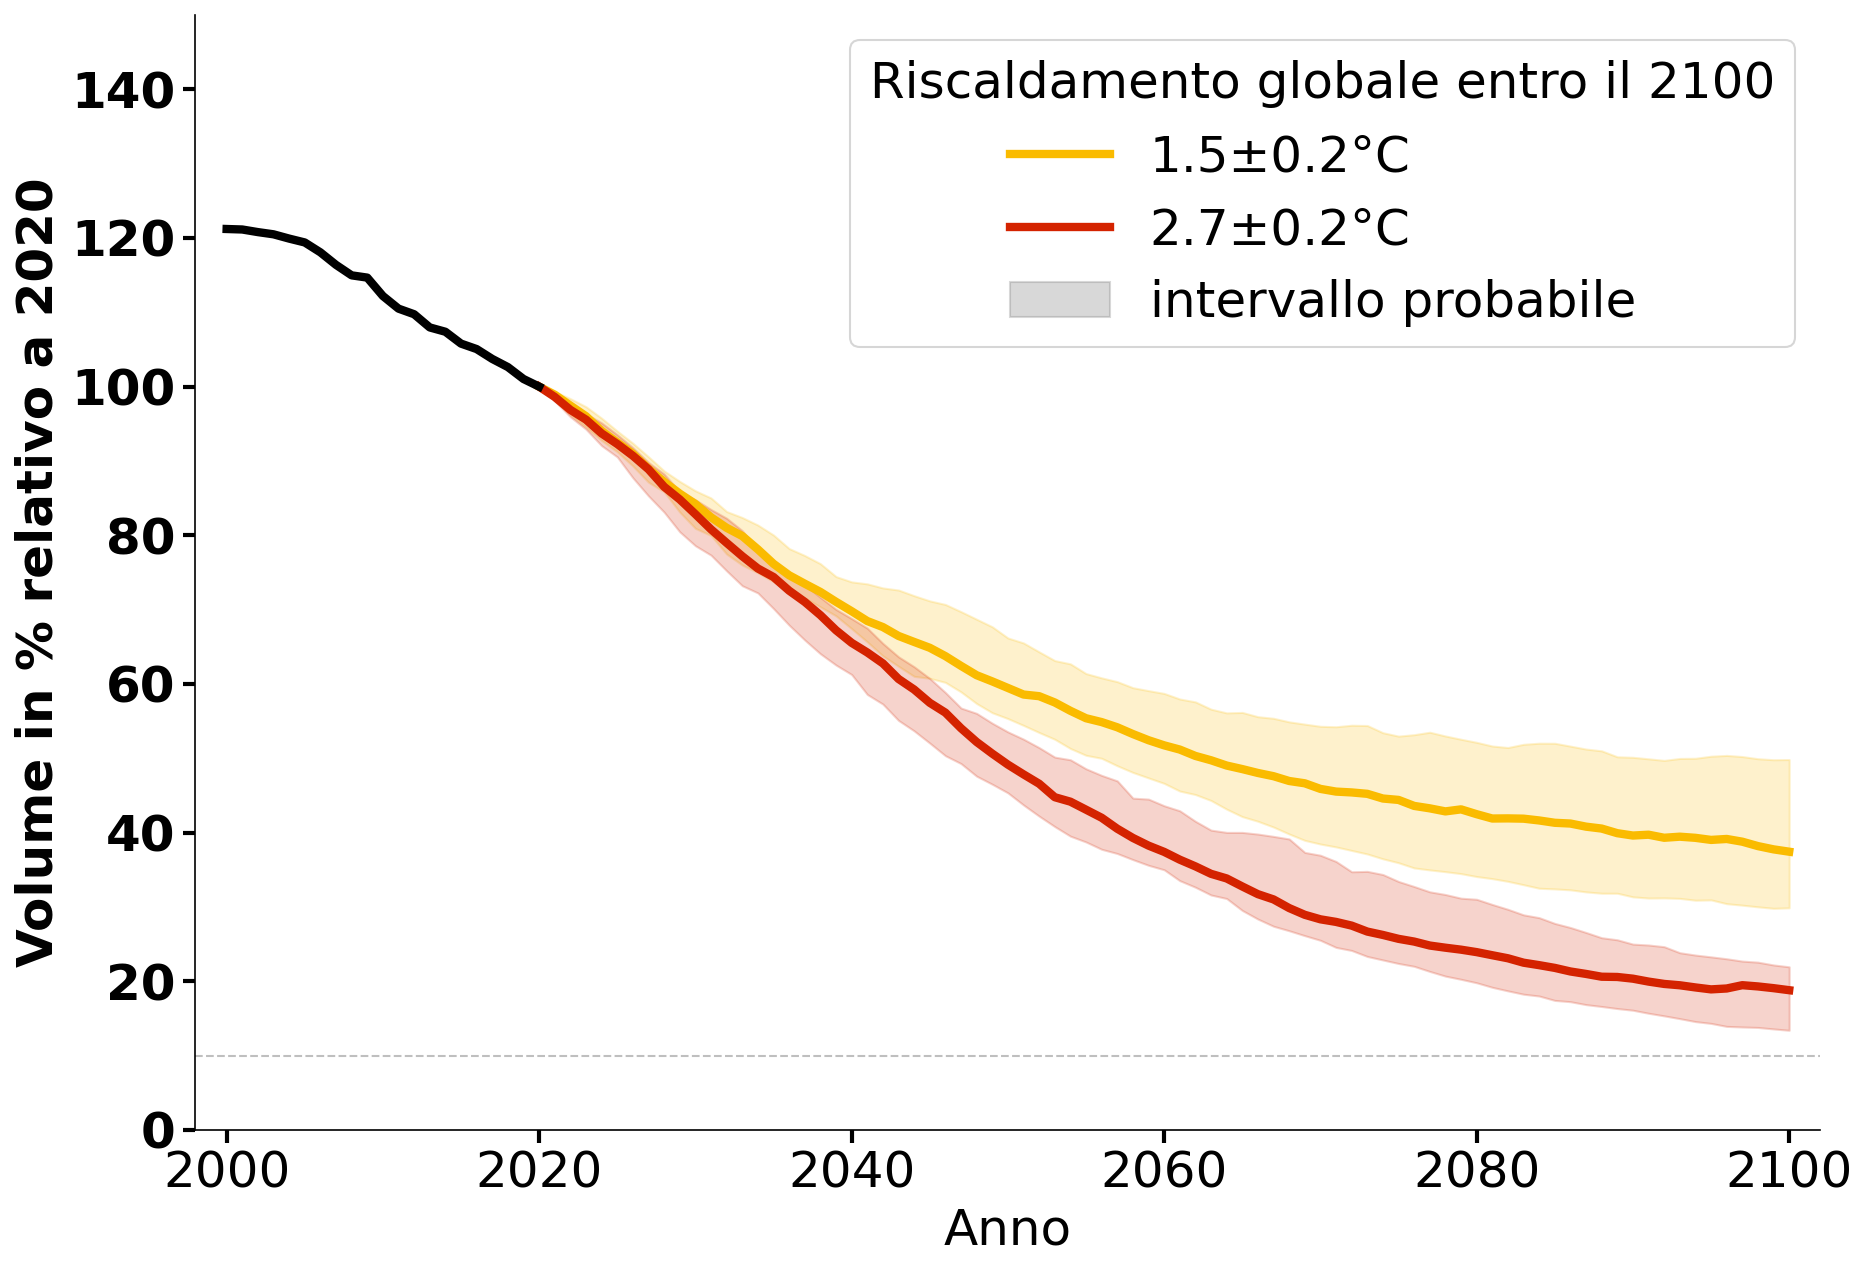 Volume in % relativo a 2020
140
120
100
80
60
40
20
0
Riscaldamento globale entro il 2100
1.5±0.2°C
2.7±0.2°C
intervallo probabile
2000 2020 2040 2060 2080 2100
Anno